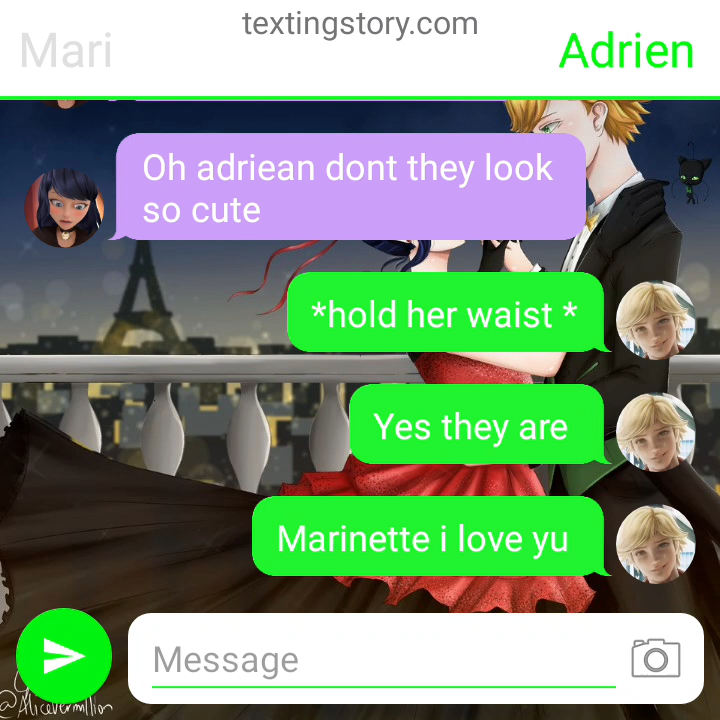 textingstory.com
Mari
Adrien
Oh adriean dont they look
so cute
*hold her waist *
Yes they are
Marinette i love yu
Message
@Alicevermillion